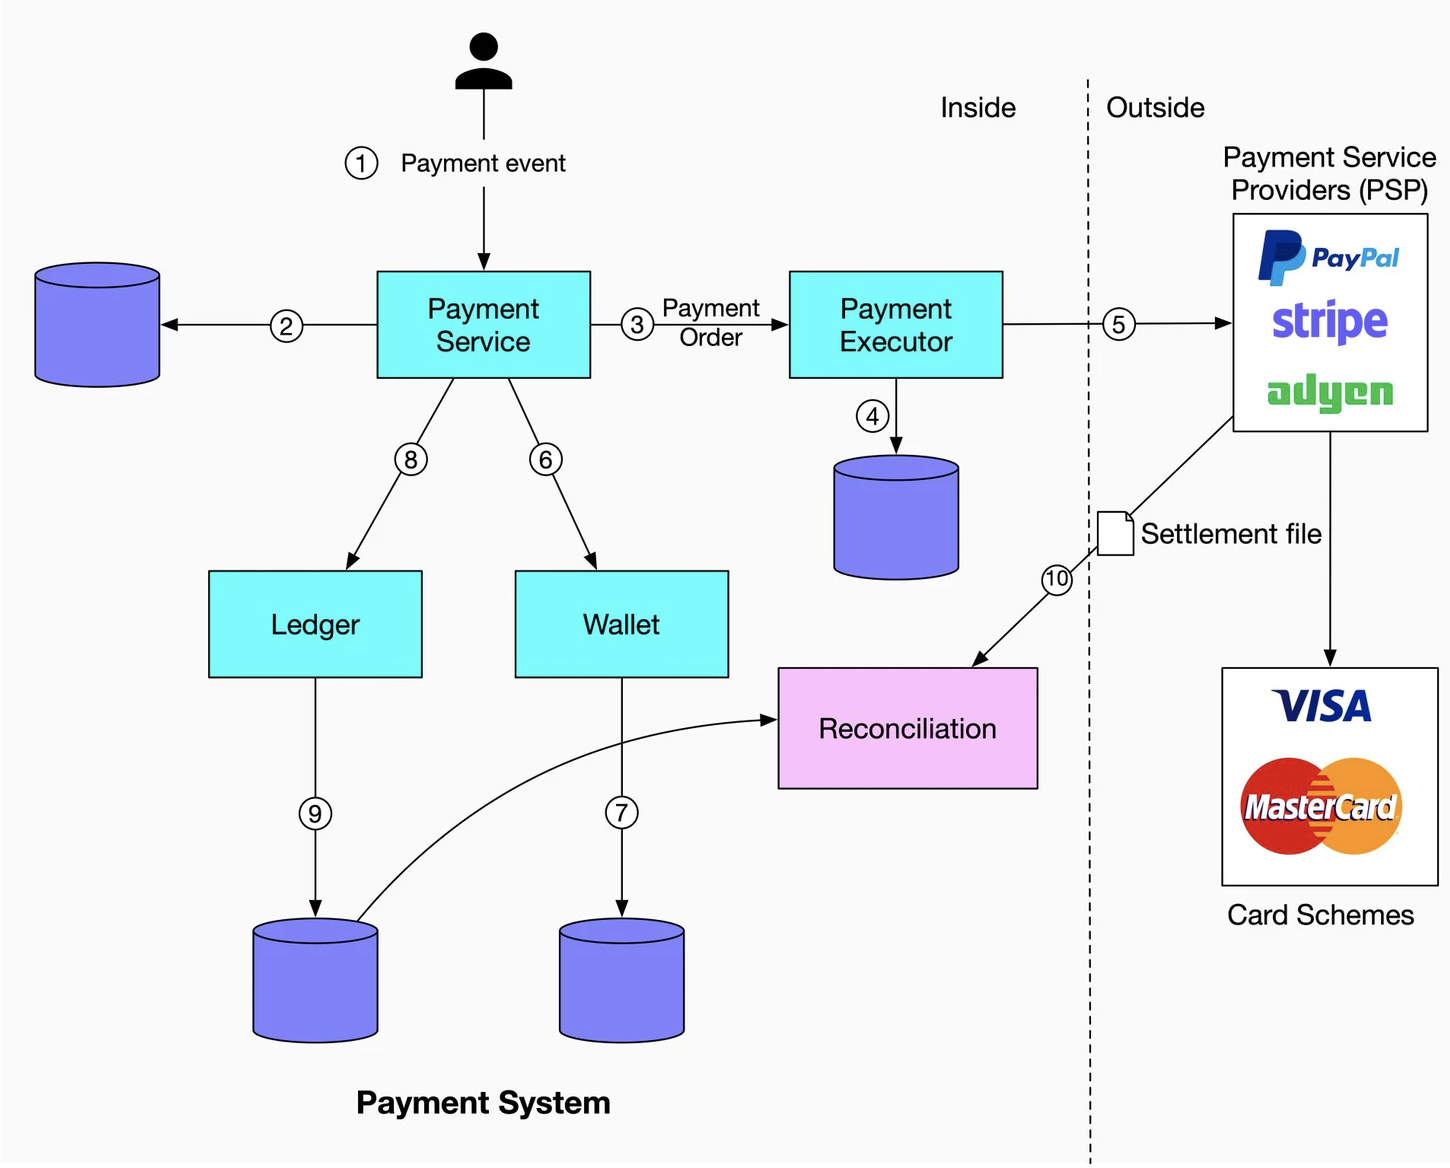 Inside
Outside
1 Payment event
Payment Service
Providers (PSP)
PayPal
stripe
adyen
2
Payment
Service
3
Payment
Order
Payment
Executor
5
4
8
6
Settlement file
10
Ledger
Wallet
Reconciliation
VISA
MasterCard
9
7
Card Schemes
Payment System